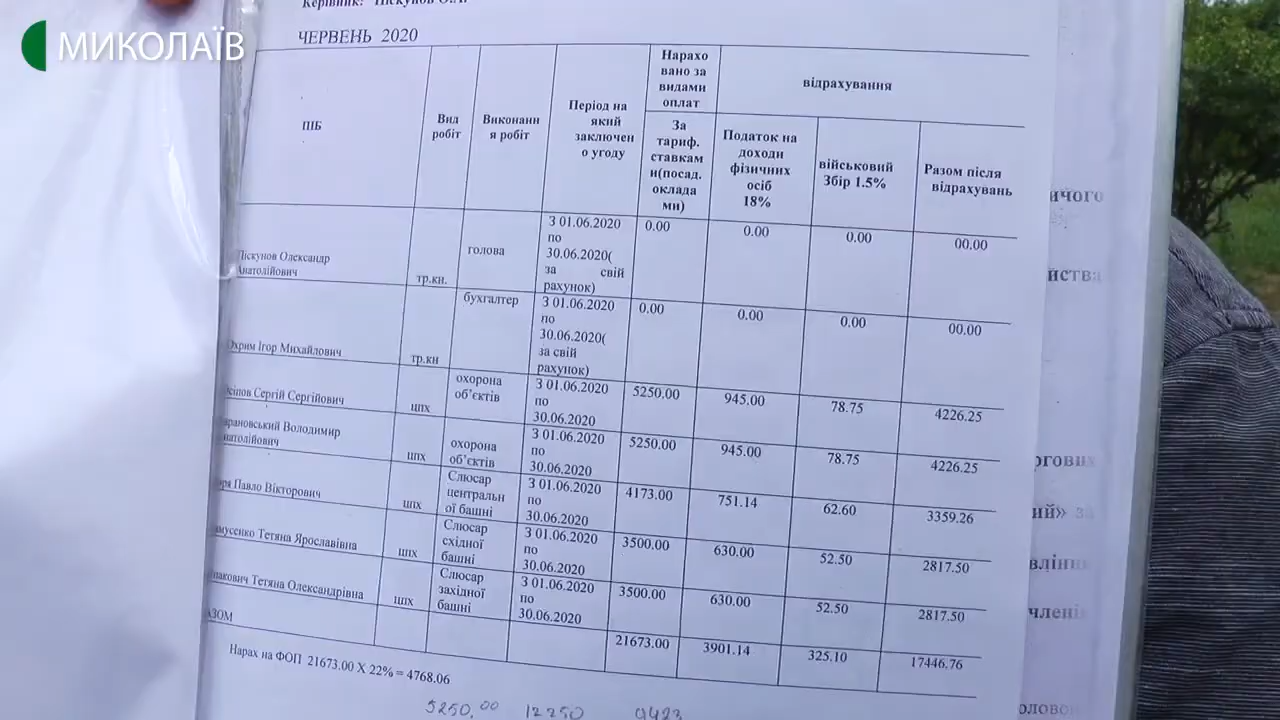 МИКОЛАЇВ
Керівник:
ЧЕРВЕНЬ 2020
ПІБ
Вид
робіт
Виконанн
я робіт
Період на
який
заключен
о угоду
Нарахо
вано за
видами
оплат
відрахування
За
тариф.
ставкам
и(посад.
оклада
ми)
Податок на
доходи
фізичних
осіб
18%
військовий
Збір 1.5%
Разом після
відрахувань
Піскунов Олександр
Анатолійович
тр.кн.
голова
З 01.06.2020
по
30.06.2020(
за свій
рахунок)
0.00
0.00
0.00
00.00
Ігор Михайлович
тр.кн
бухгалтер
З 01.06.2020
по
30.06.2020(
за свій
рахунок)
0.00
0.00
0.00
00.00
Сергій Сергійович
цпх
охорона
об'єктів
З 01.06.2020
по
30.06.2020
5250.00
945.00
78.75
4226.25
Володимир
цпх
охорона
об'єктів
З 01.06.2020
по
30.06.2020
5250.00
945.00
78.75
4226.25
Павло Вікторович
цпх
Слюсар
центральн
ої башні
З 01.06.2020
по
30.06.2020
4173.00
751.14
62.60
3359.26
Тетяна Ярославівна
цпх
Слюсар
східної
башні
З 01.06.2020
по
30.06.2020
3500.00
630.00
52.50
2817.50
Тетяна Олександрівна
цпх
Слюсар
західної
башні
З 01.06.2020
по
30.06.2020
3500.00
630.00
52.50
2817.50
21673.00
3901.14
325.10
17446.76
Нарах на ФОП 21673.00 Х 22% = 4768.06
5250,00 12250